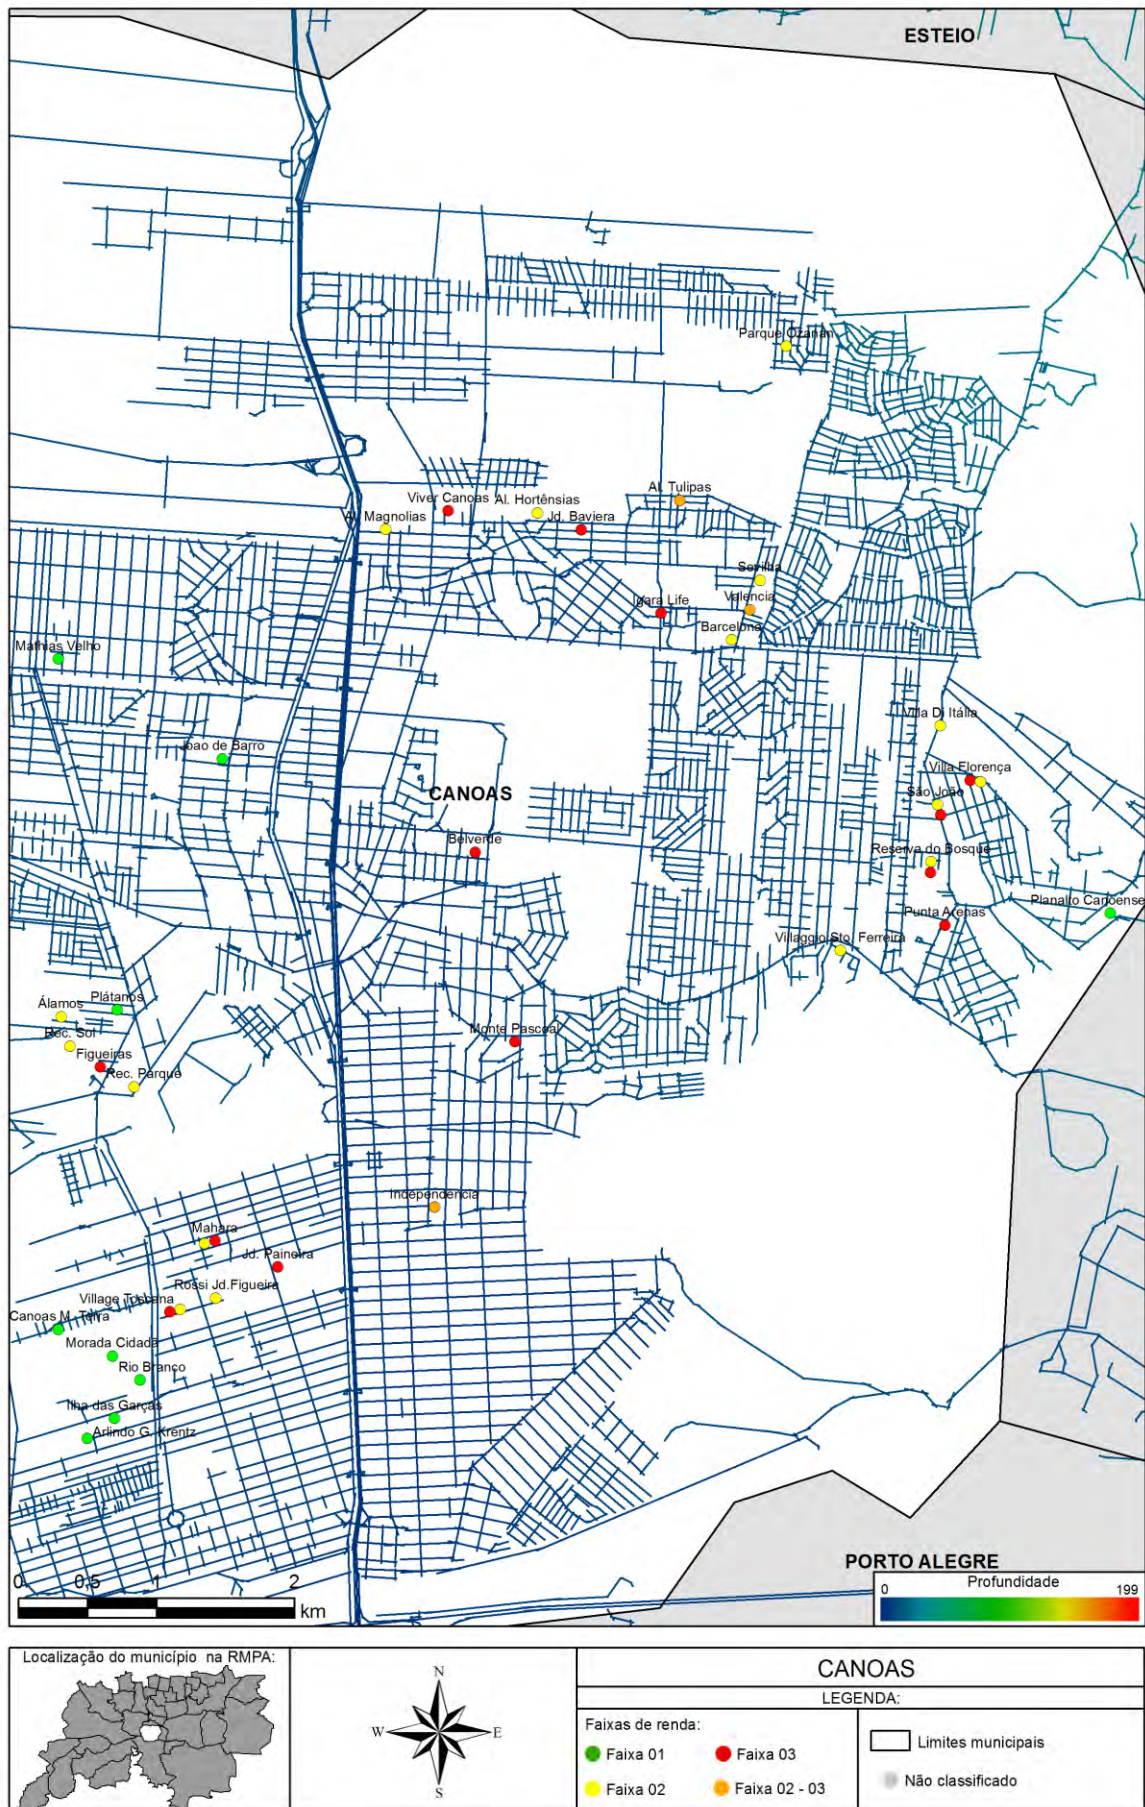 ESTEIO
Parque Ozanan
Al. Tulipas
Viver Canoas
Al. Hortênsias
Al. Magnolias
Jd. Baviera
Sevilha
Valencia
Igara Life
Barcelona
Mathias Velho
Villa Di Itália
Joao de Barro
Villa Florença
CANOAS
São João
Belverde
Reserva do Bosque
Planalto Canoense
Punta Arenas
Villaggio Sto. Ferreira
Álamos
Plátanos
Rec. Sol
Monte Pascoal
Figueiras
Rec. Parque
Independência
Mahara
Jd. Paineira
Rossi Jd.Figueira
Village Toscana
Canoas M. Terra
Morada Cidadã
Rio Branco
Ilha das Garças
Arlindo G. Krentz
PORTO ALEGRE
0 0,5 1 2
km
Profundidade
0 199
Localização do município na RMPA:
N
W E
S
CANOAS
LEGENDA:
Faixas de renda:
Faixa 01
Faixa 03
Faixa 02
Faixa 02 - 03
Limites municipais
Não classificado